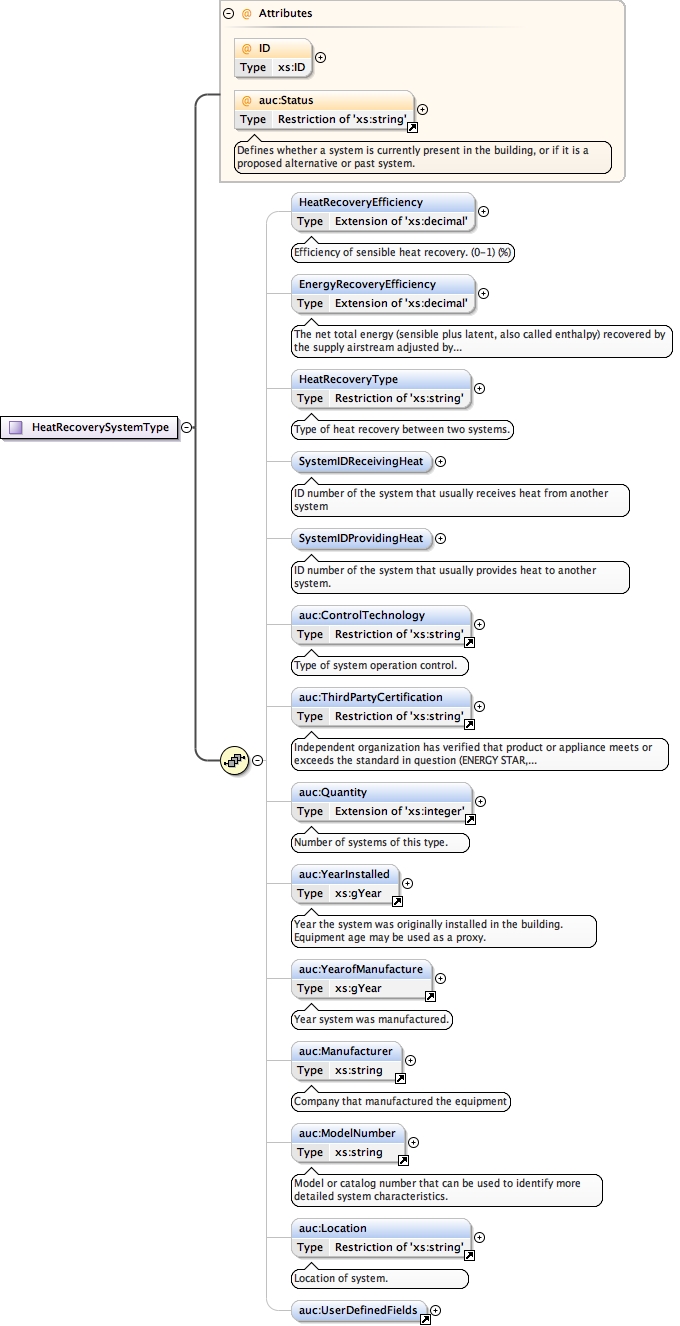 @ Attributes
@ ID
Type xs:ID
@ auc:Status
Type Restriction of 'xs:string'
Defines whether a system is currently present in the building, or if it is a
proposed alternative or past system.
HeatRecoveryEfficiency
Type Extension of 'xs:decimal'
Efficiency of sensible heat recovery. (0-1) (%)
EnergyRecoveryEfficiency
Type Extension of 'xs:decimal'
The net total energy (sensible plus latent, also called enthalpy) recovered by
the supply airstream adjusted by...
HeatRecoveryType
Type Restriction of 'xs:string'
Type of heat recovery between two systems.
HeatRecoverySystemType
SystemIDReceivingHeat
ID number of the system that usually receives heat from another
system
SystemIDProvidingHeat
ID number of the system that usually provides heat to another
system.
auc:ControlTechnology
Type Restriction of 'xs:string'
Type of system operation control.
auc:ThirdPartyCertification
Type Restriction of 'xs:string'
Independent organization has verified that product or appliance meets or
exceeds the standard in question (ENERGY STAR,...
auc:Quantity
Type Extension of 'xs:integer'
Number of systems of this type.
auc:YearInstalled
Type xs:gYear
Year the system was originally installed in the building.
Equipment age may be used as a proxy.
auc:YearofManufacture
Type xs:gYear
Year system was manufactured.
auc:Manufacturer
Type xs:string
Company that manufactured the equipment
auc:ModelNumber
Type xs:string
Model or catalog number that can be used to identify more
detailed system characteristics.
auc:Location
Type Restriction of 'xs:string'
Location of system.
auc:UserDefinedFields